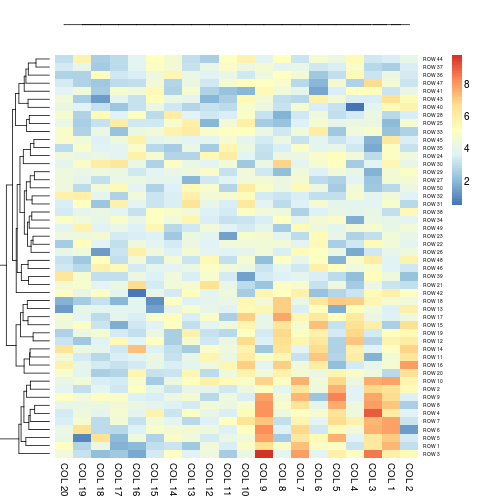 ROW 44
ROW 37
ROW 36
ROW 47
ROW 41
ROW 43
ROW 40
ROW 28
ROW 25
ROW 33
ROW 45
ROW 35
ROW 24
ROW 30
ROW 29
ROW 27
ROW 50
ROW 32
ROW 31
ROW 38
ROW 34
ROW 49
ROW 23
ROW 22
ROW 26
ROW 48
ROW 46
ROW 39
ROW 21
ROW 42
ROW 18
ROW 13
ROW 17
ROW 15
ROW 19
ROW 12
ROW 14
ROW 11
ROW 16
ROW 20
ROW 10
ROW 2
ROW 9
ROW 8
ROW 4
ROW 7
ROW 6
ROW 5
ROW 1
ROW 3
8
6
4
2
COL 20
COL 19
COL 18
COL 17
COL 16
COL 15
COL 14
COL 13
COL 12
COL 11
COL 10
COL 9
COL 8
COL 7
COL 6
COL 5
COL 4
COL 3
COL 1
COL 2